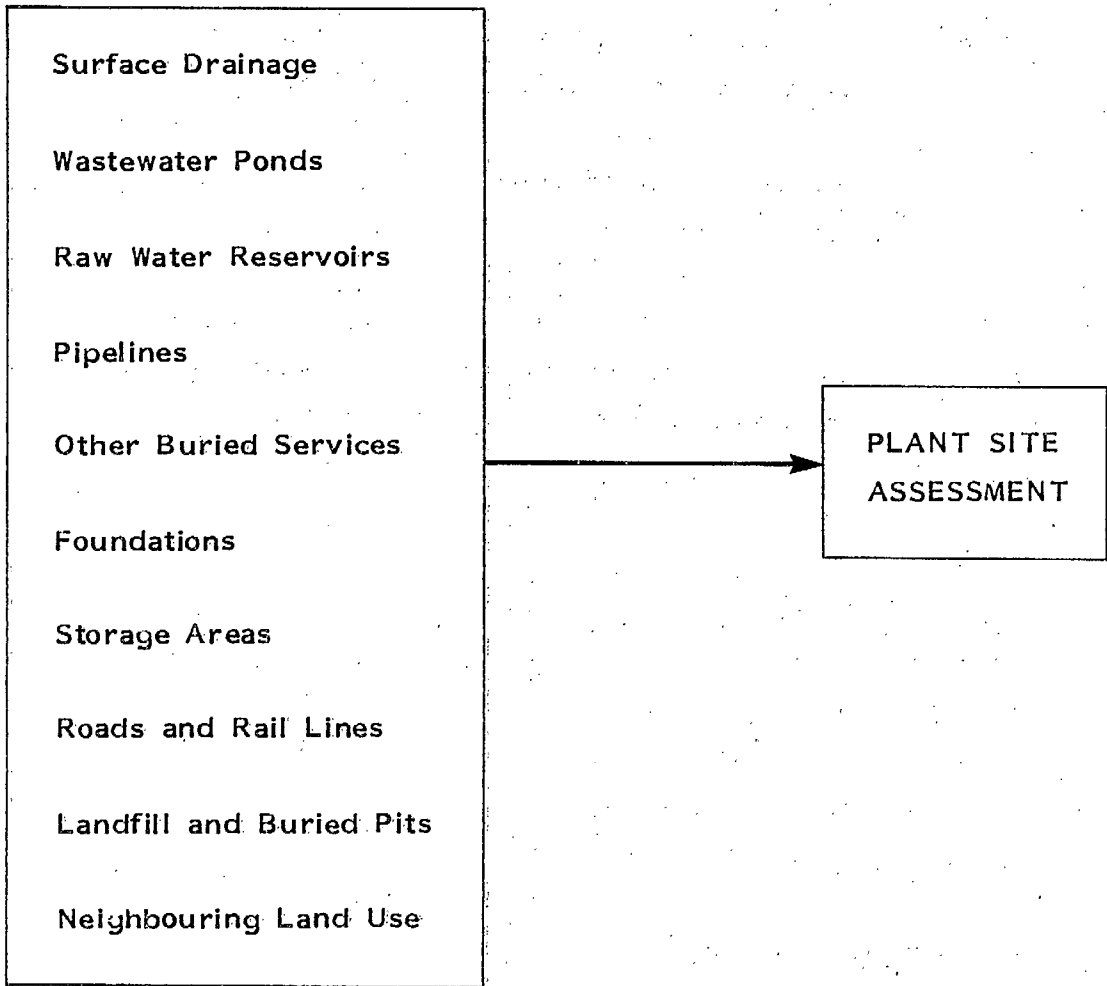 Surface Drainage
Wastewater Ponds
Raw Water Reservoirs
Pipelines
Other Buried Services
Foundations
Storage Areas
Roads and Rail Lines
Landfill and Buried Pits
Neighbouring Land Use
PLANT SITE
ASSESSMENT